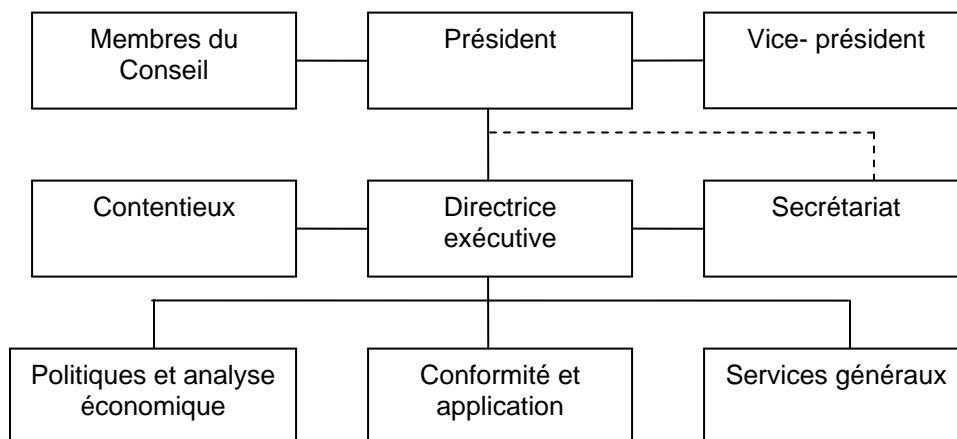 Membres du
Conseil
Président
Vice- président
Contentieux
Directrice
exécutive
Secrétariat
Politiques et analyse
économique
Conformité et
application
Services généraux